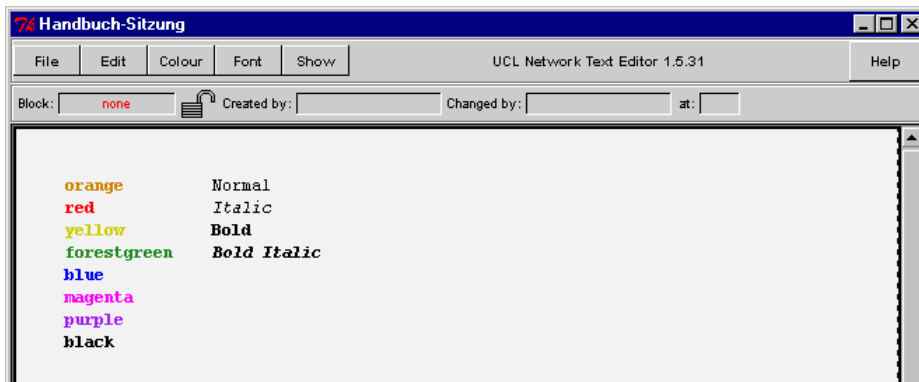 7% Handbuch-Sitzung
File Edit Colour Font Show UCL Network Text Editor 1.5.31 Help
Block: none Created by: Changed by: at:
orange Normal
red Italic
yellow Bold
forestgreen Bold Italic
blue
magenta
purple
black